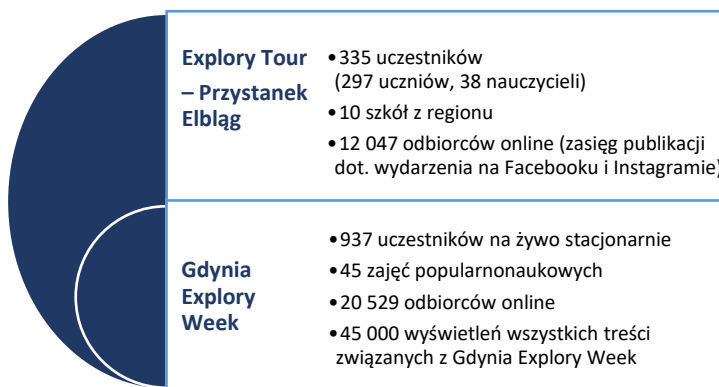 Explory Tour
– Przystanek
Elbląg
•335 uczestników
(297 uczniów, 38 nauczycieli)
•10 szkół z regionu
•12 047 odbiorców online (zasięg publikacji
dot. wydarzenia na Facebooku i Instagramie)
Gdynia
Explory
Week
•937 uczestników na żywo stacjonarnie
•45 zajęć popularnonaukowych
•20 529 odbiorców online
•45 000 wyświetleń wszystkich treści
związanych z Gdynia Explory Week